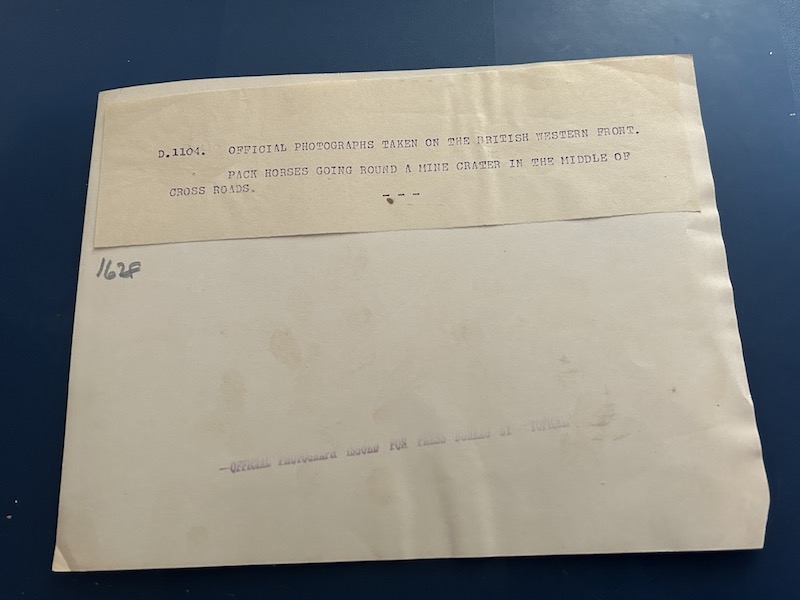 D.1104. OFFICIAL PHOTOGRAPHS TAKEN ON THE BRITISH WESTERN FRONT.
PACK HORSES GOING ROUND A MINE CRATER IN THE MIDDLE OF
CROSS ROADS.
---
1628
—OFFICIAL PHOTOGRAPH ISSUED FOR PRESS BUREAU BY TOPICAL